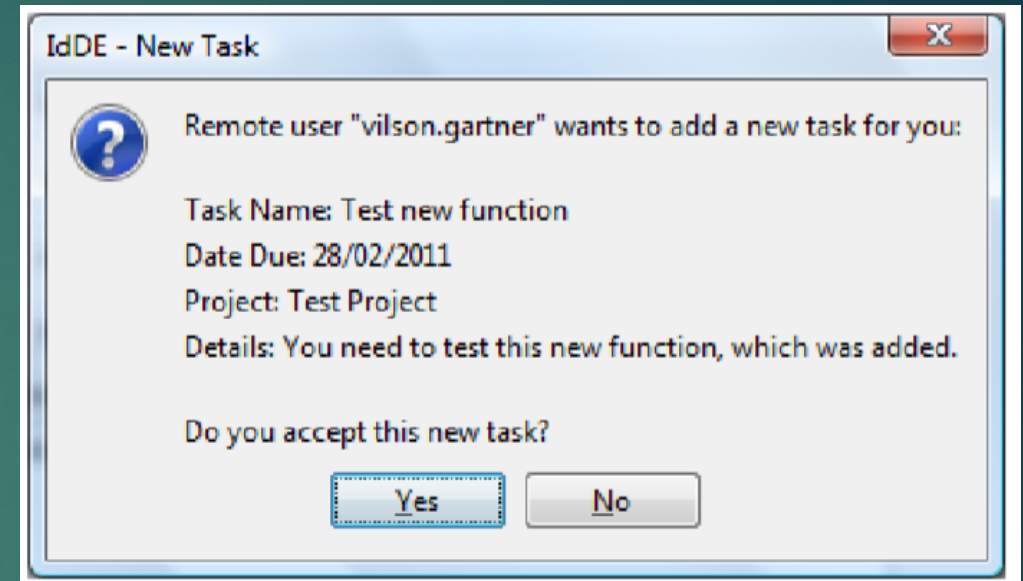 IdDE - New Task
Remote user "vilson.gartner" wants to add a new task for you:
Task Name: Test new function
Date Due: 28/02/2011
Project: Test Project
Details: You need to test this new function, which was added.
Do you accept this new task?
Yes No